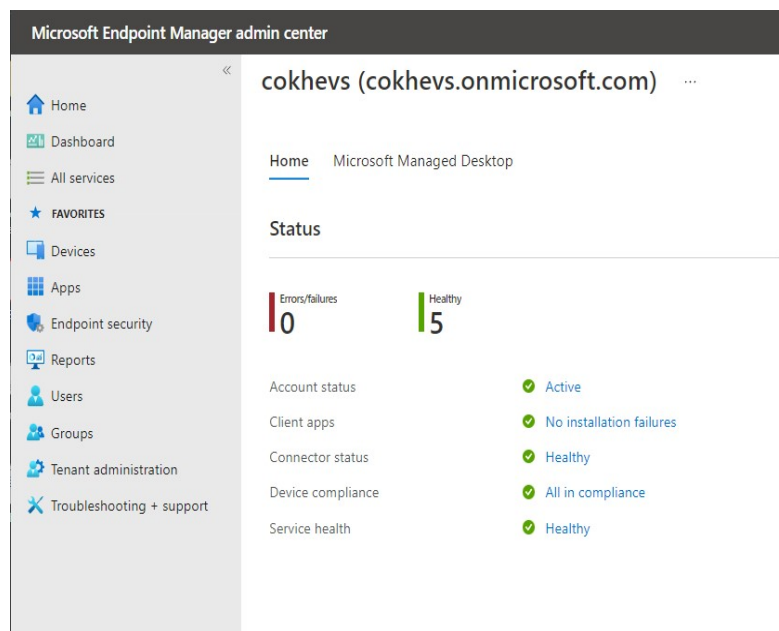 Microsoft Endpoint Manager admin center
«
Home
Dashboard
All services
FAVORITES
Devices
Apps
Endpoint security
Reports
Users
Groups
Tenant administration
Troubleshooting + support
cokhevs (cokhevs.onmicrosoft.com) ...
Home Microsoft Managed Desktop
Status
Errors/failures
0
Healthy
5
Account status Active
Client apps No installation failures
Connector status Healthy
Device compliance All in compliance
Service health Healthy